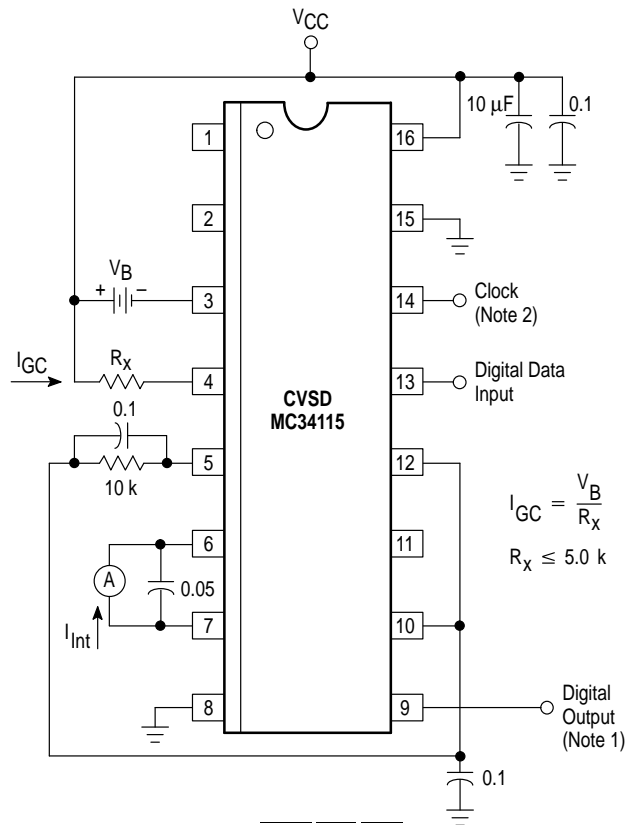 VCC
10 µF
0.1
1
16
2
15
VB
+
–
3
14
Clock
(Note 2)
IGC
RX
4
13
Digital Data
Input
CVSD
MC34115
0.1
10 k
5
12
IGC = VB / RX
RX ≤ 5.0 k
6
11
A
0.05
IInt
7
10
8
9
Digital
Output
(Note 1)
0.1